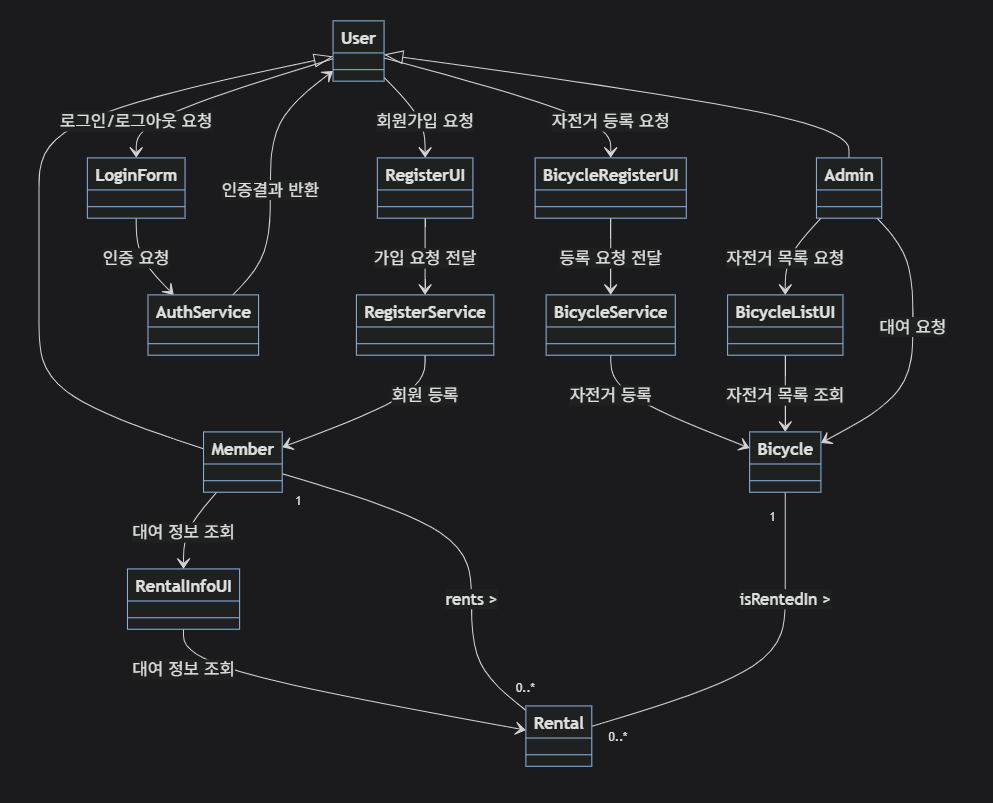 User
로그인/로그아웃 요청
회원가입 요청
자전거 등록 요청
LoginForm
RegisterUI
BicycleRegisterUI
Admin
인증결과 반환
인증 요청
가입 요청 전달
등록 요청 전달
자전거 목록 요청
AuthService
RegisterService
BicycleService
BicycleListUI
대여 요청
회원 등록
자전거 등록
자전거 목록 조회
Member
Bicycle
1
1
대여 정보 조회
RentalInfoUI
rents >
isRentedIn >
대여 정보 조회
0..*
Rental
0..*